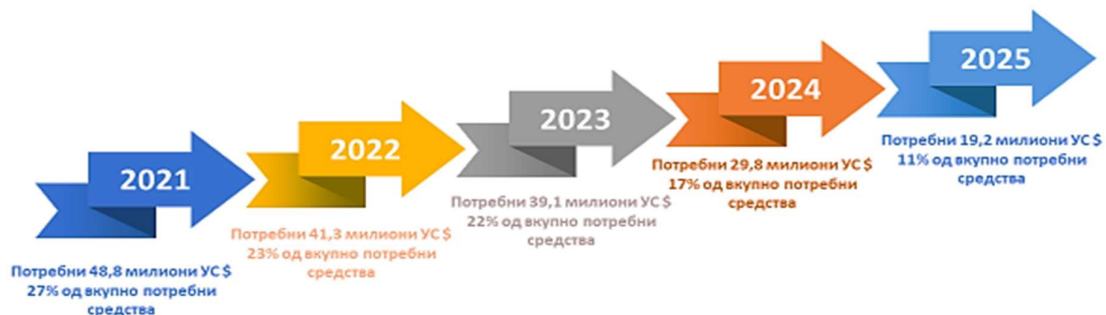 2021
Потребни 48,8 милиони УС $
27% од вкупно потребни
средства
2022
Потребни 41,3 милиони УС $
23% од вкупно потребни
средства
2023
Потребни 39,1 милиони УС $
22% од вкупно потребни
средства
2024
Потребни 29,8 милиони УС $
17% од вкупно потребни
средства
2025
Потребни 19,2 милиони УС $
11% од вкупно потребни
средства